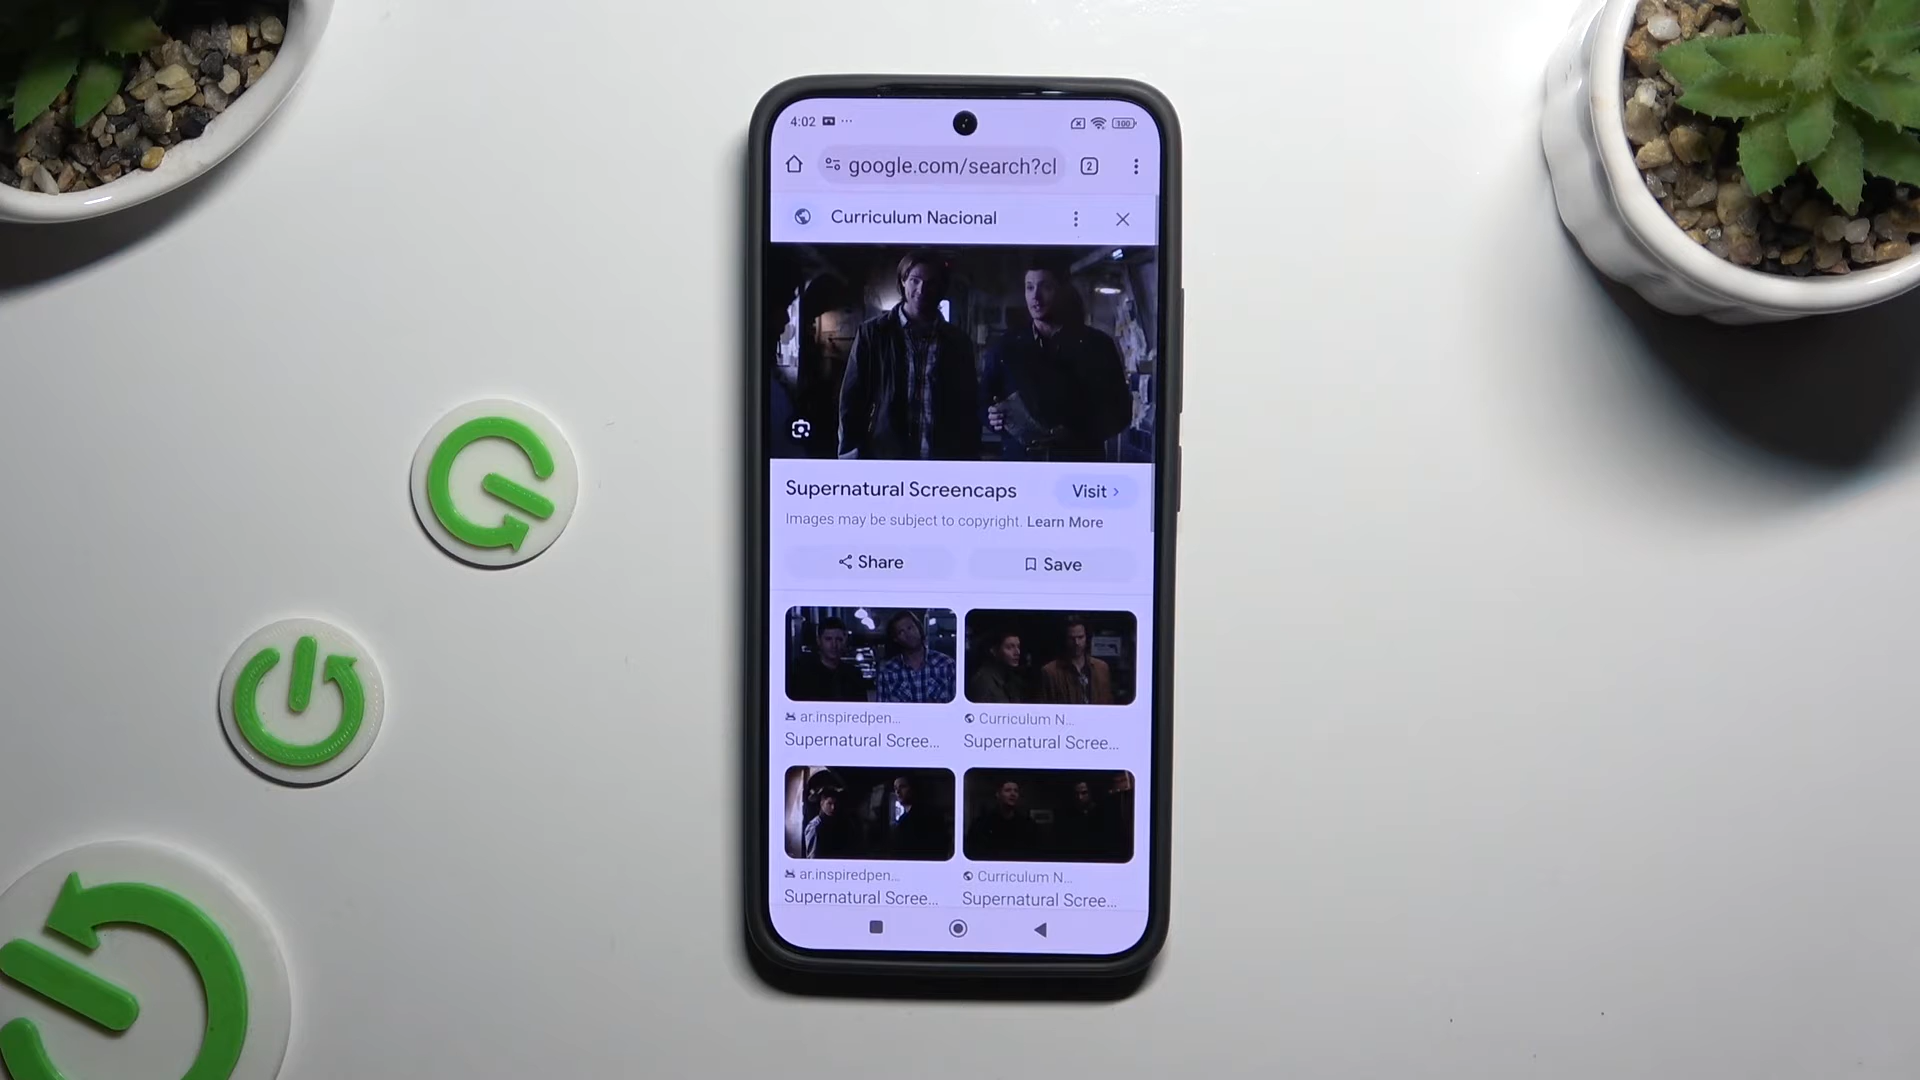 4:02
100
google.com/search?cl
2
Curriculum Nacional
Supernatural Screencaps
Visit
Images may be subject to copyright. Learn More
Share
Save
ar.inspiredpen...
Curriculum N...
Supernatural Scree...
Supernatural Scree...
ar.inspiredpen...
Curriculum N...
Supernatural Scree...
Supernatural Scree...